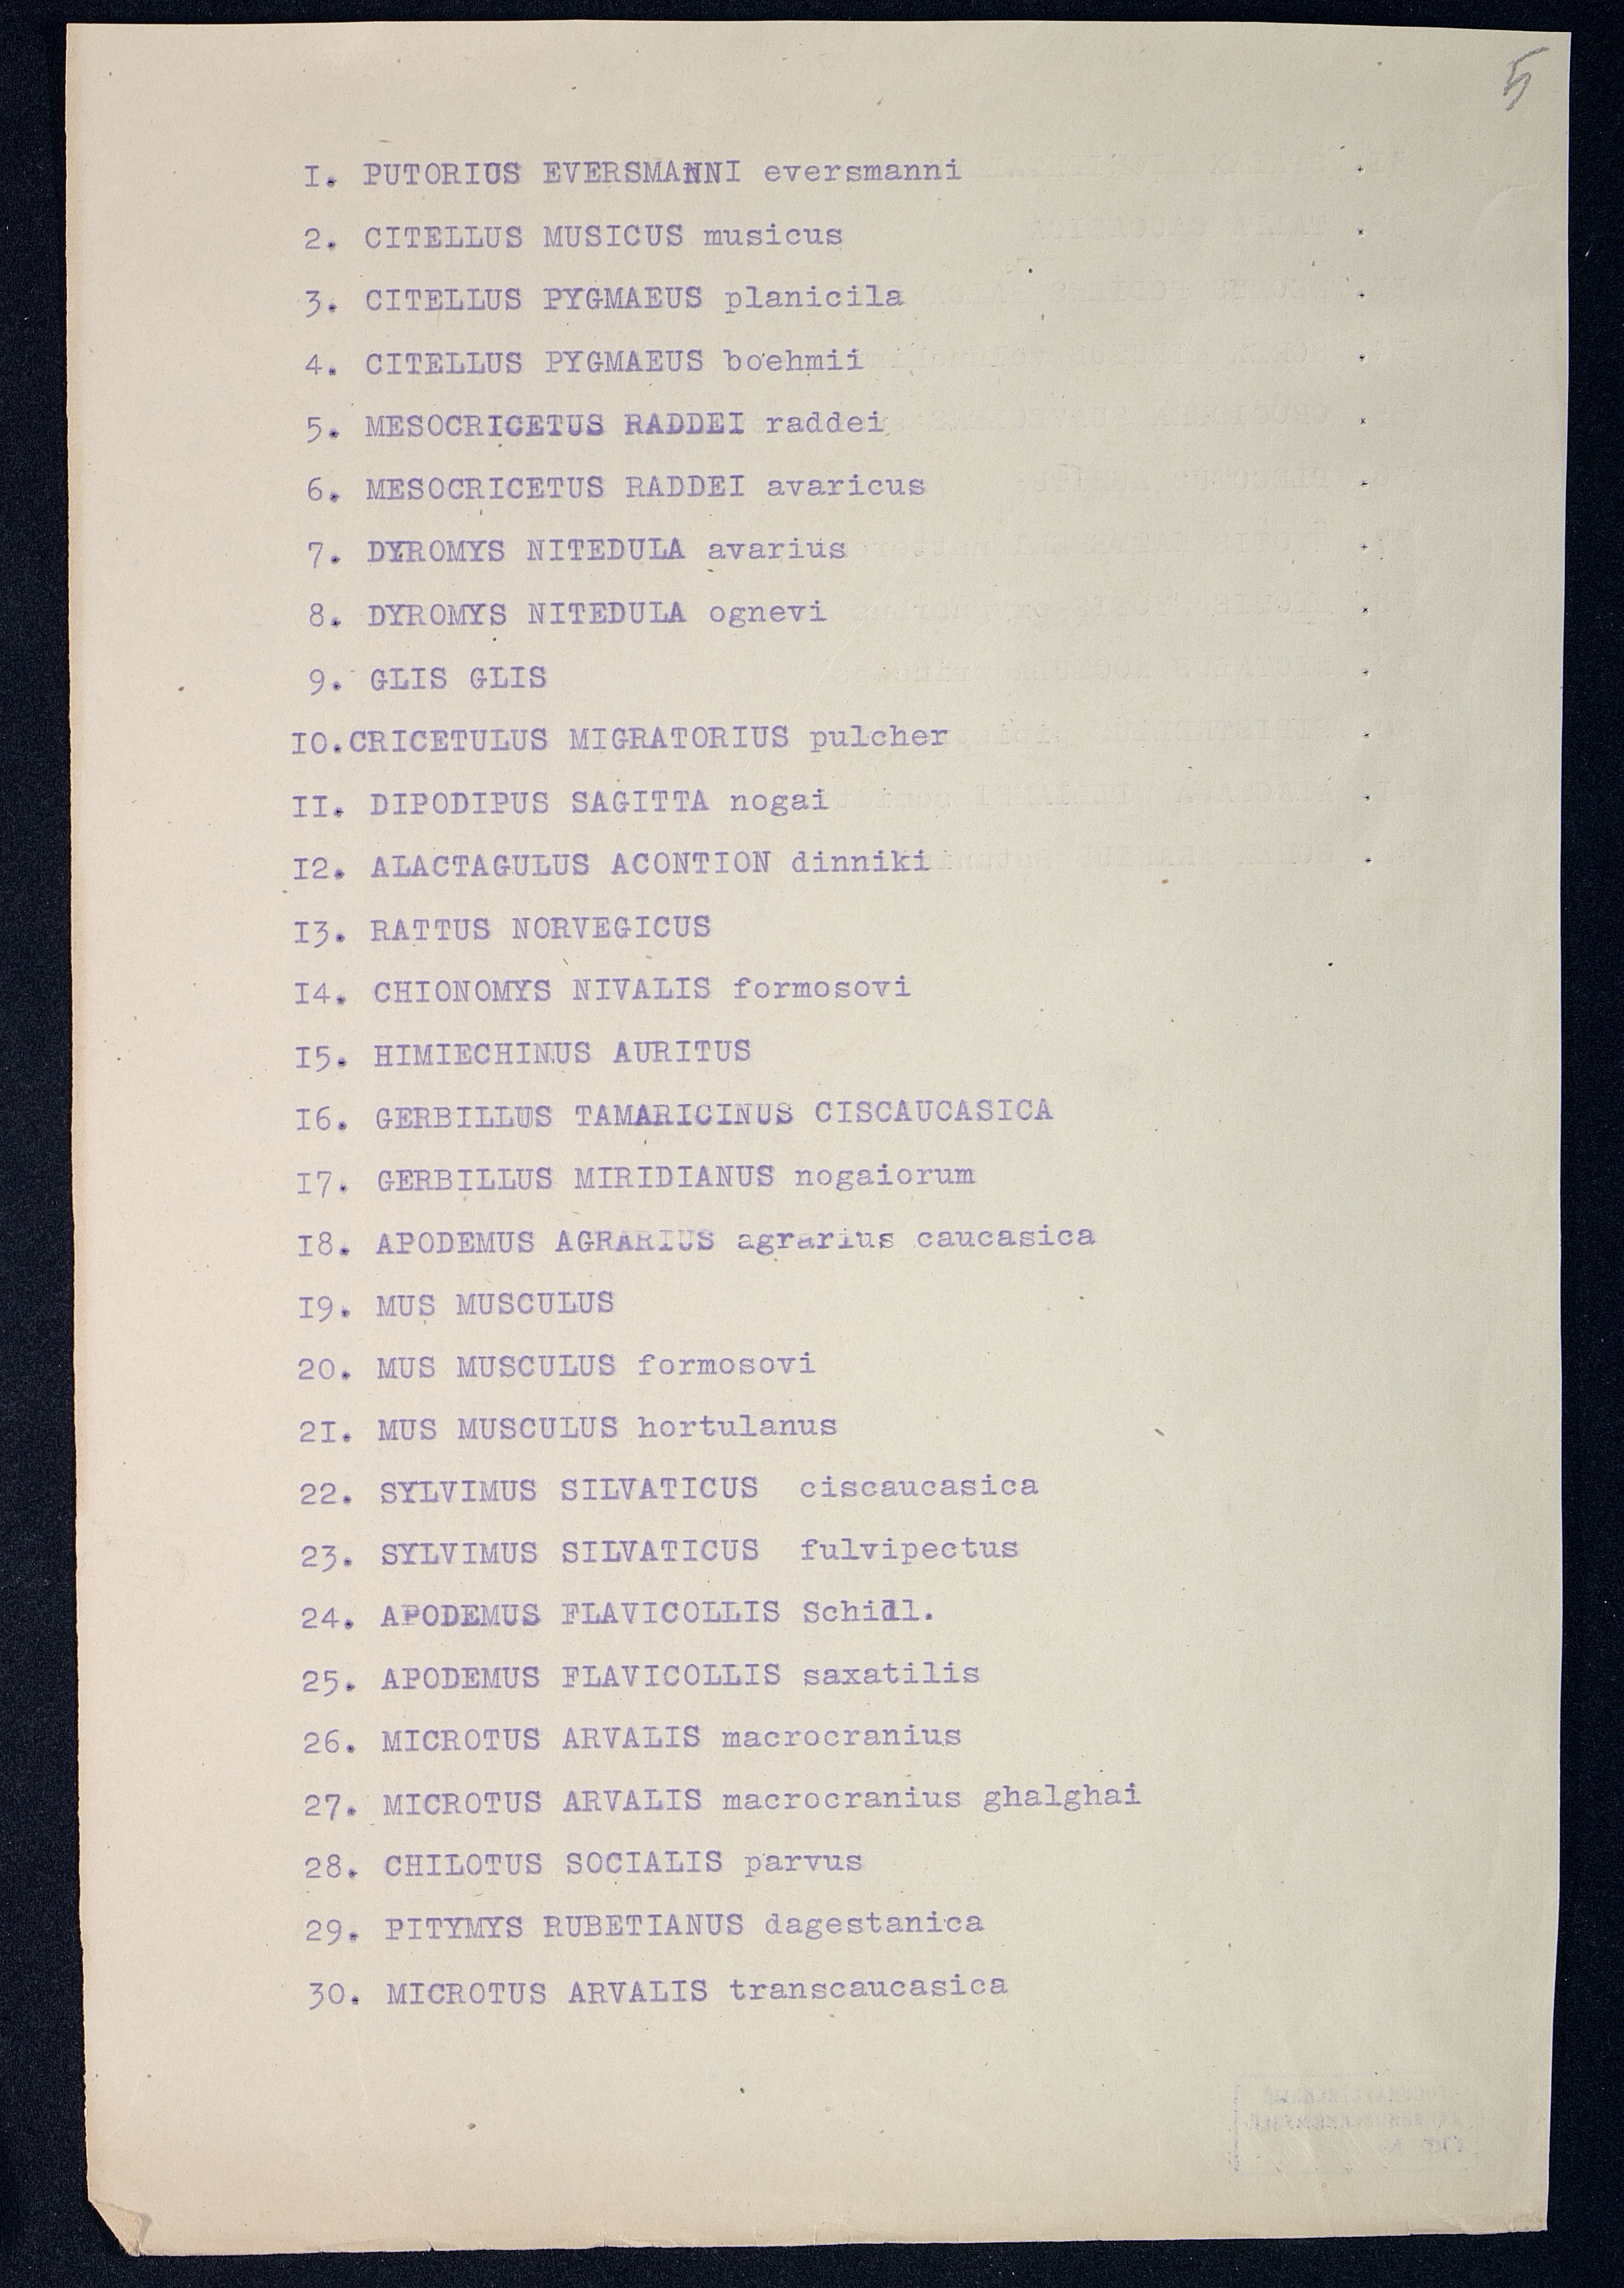 5
I. PUTORIUS EVERSMANNI eversmanni
2. CITELLUS MUSICUS musicus
3. CITELLUS PYGMAEUS planicila
4. CITELLUS PYGMAEUS boehmii
5. MESOCRICETUS RADDEI raddei
6. MESOCRICETUS RADDEI avaricus
7. DYROMYS NITEDULA avarius
8. DYROMYS NITEDULA ognevi
9. GLIS GLIS
IO.CRICETULUS MIGRATORIUS pulcher
II. DIPODIPUS SAGITTA nogai
I2. ALACTAGULUS ACONTION dinniki
I3. RATTUS NORVEGICUS
I4. CHIONOMYS NIVALIS formosovi
I5. HIMIECHINUS AURITUS
I6. GERBILLUS TAMARICINUS CISCAUCASICA
I7. GERBILLUS MIRIDIANUS nogaiorum
I8. APODEMUS AGRARIUS agrarius caucasica
I9. MUS MUSCULUS
20. MUS MUSCULUS formosovi
2I. MUS MUSCULUS hortulanus
22. SYLVIMUS SILVATICUS ciscaucasica
23. SYLVIMUS SILVATICUS fulvipectus
24. APODEMUS FLAVICOLLIS Schidl.
25. APODEMUS FLAVICOLLIS saxatilis
26. MICROTUS ARVALIS macrocranius
27. MICROTUS ARVALIS macrocranius ghalghai
28. CHILOTUS SOCIALIS parvus
29. PITYMYS RUBETIANUS dagestanica
30. MICROTUS ARVALIS transcaucasica